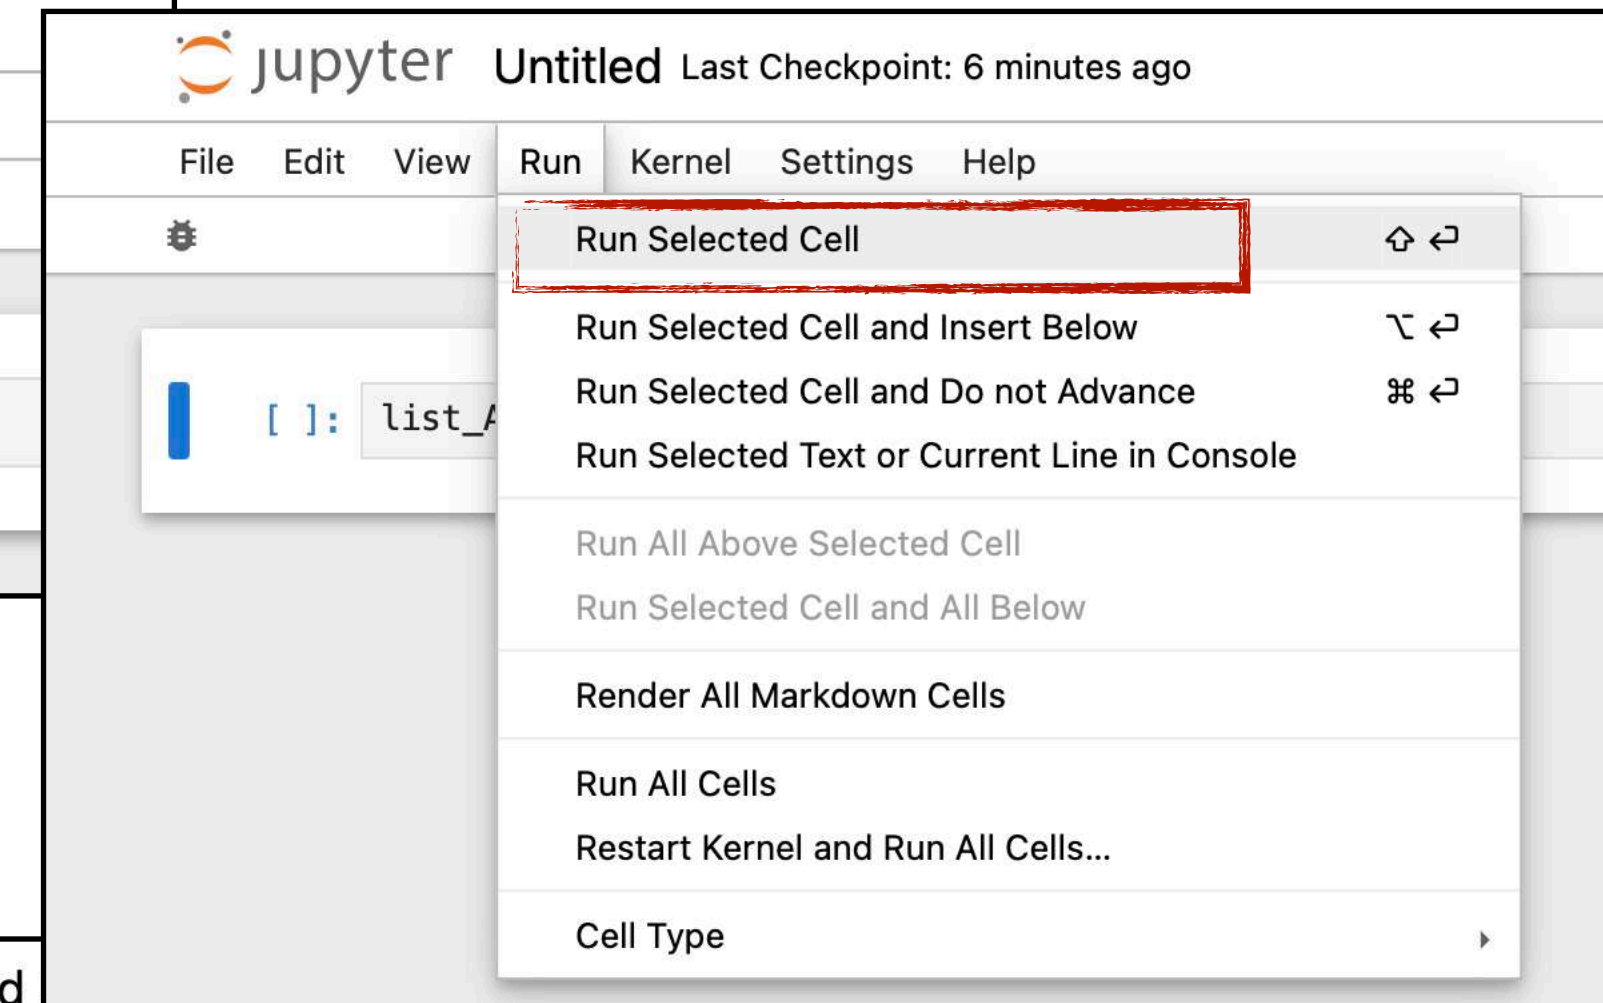 jupyter Untitled Last Checkpoint: 6 minutes ago
File Edit View Run Kernel Settings Help
Run Selected Cell ⇧ ⏎
Run Selected Cell and Insert Below ⌥ ⏎
Run Selected Cell and Do not Advance ⌘ ⏎
[ ]: list_A
Run Selected Text or Current Line in Console
Run All Above Selected Cell
Run Selected Cell and All Below
Render All Markdown Cells
Run All Cells
Restart Kernel and Run All Cells...
Cell Type
d